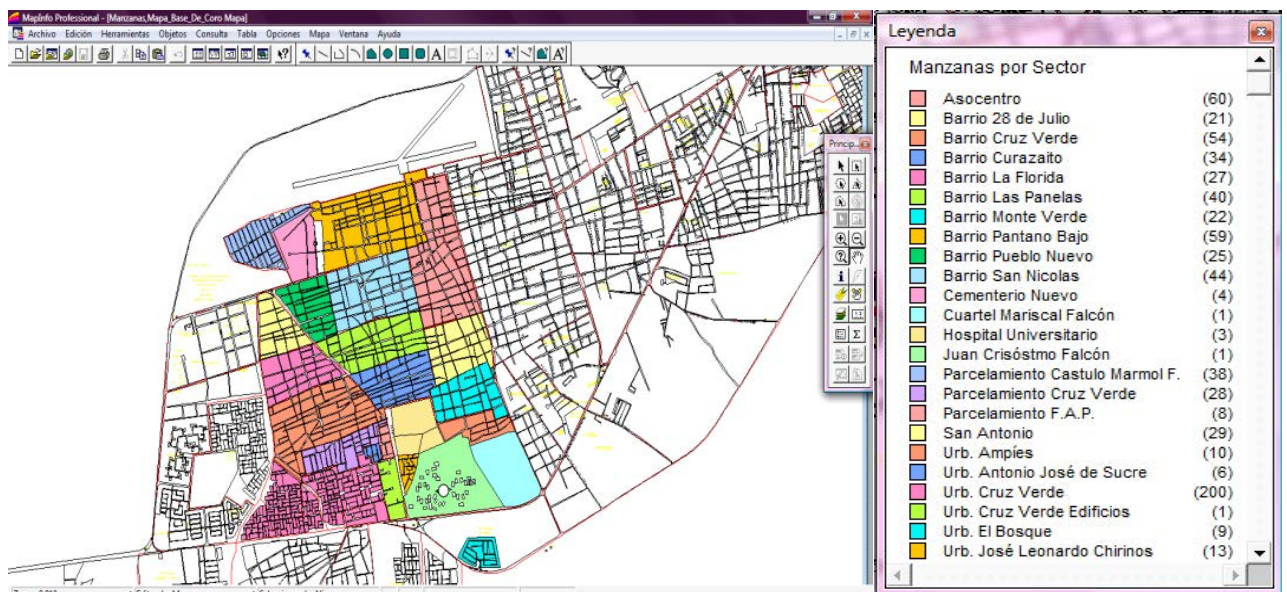 MapInfo Professional - [Manzanas,Mapa_Base_De_Coro Mapa]
Archivo Edición Herramientas Objetos Consulta Tabla Opciones Mapa Ventana Ayuda
Princip...
Leyenda
Manzanas por Sector
Asocentro (60)
Barrio 28 de Julio (21)
Barrio Cruz Verde (54)
Barrio Curazaito (34)
Barrio La Florida (27)
Barrio Las Panelas (40)
Barrio Monte Verde (22)
Barrio Pantano Bajo (59)
Barrio Pueblo Nuevo (25)
Barrio San Nicolas (44)
Cementerio Nuevo (4)
Cuartel Mariscal Falcón (1)
Hospital Universitario (3)
Juan Crisóstmo Falcón (1)
Parcelamiento Castulo Marmol F. (38)
Parcelamiento Cruz Verde (28)
Parcelamiento F.A.P. (8)
San Antonio (29)
Urb. Ampíes (10)
Urb. Antonio José de Sucre (6)
Urb. Cruz Verde (200)
Urb. Cruz Verde Edificios (1)
Urb. El Bosque (9)
Urb. José Leonardo Chirinos (13)